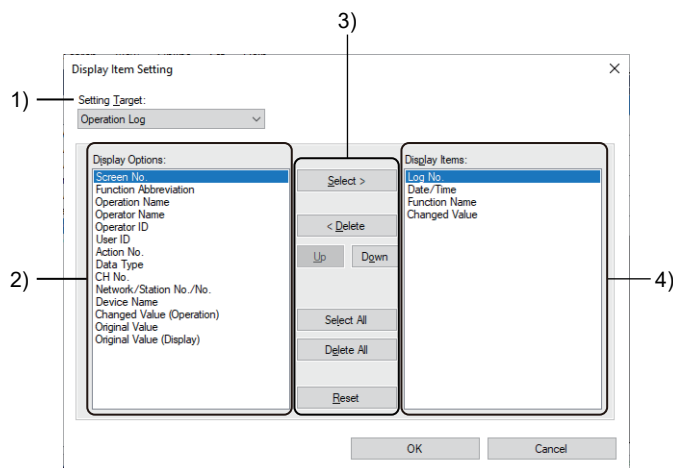 3)
Display Item Setting
1)
Setting Target:
Operation Log
Display Options:
Screen No.
Function Abbreviation
Operation Name
Operator Name
Operator ID
User ID
Action No.
Data Type
CH No.
Network/Station No./No.
Device Name
Changed Value (Operation)
Original Value
Original Value (Display)
2)
Select >
< Delete
Up
Down
Select All
Delete All
Reset
Display Items:
Log No.
Date/Time
Function Name
Changed Value
4)
OK
Cancel